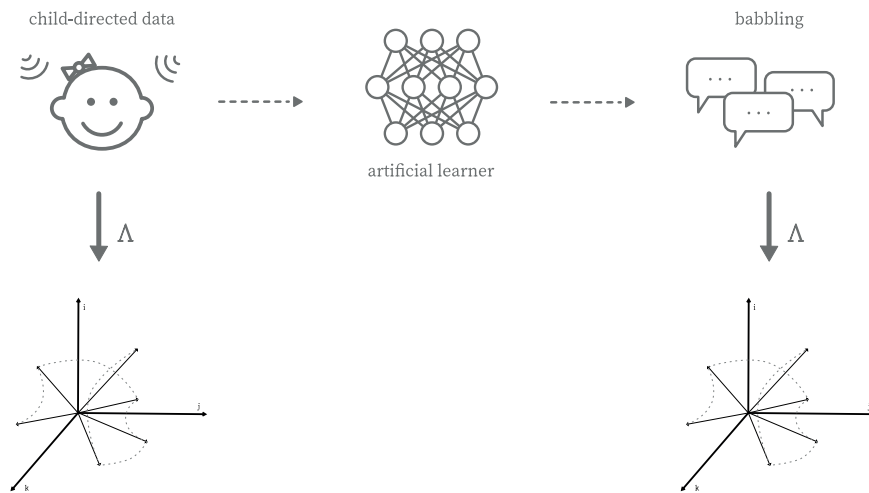 child-directed data
babbling
...
...
...
artificial learner
Λ
Λ
i
i
j
k
k